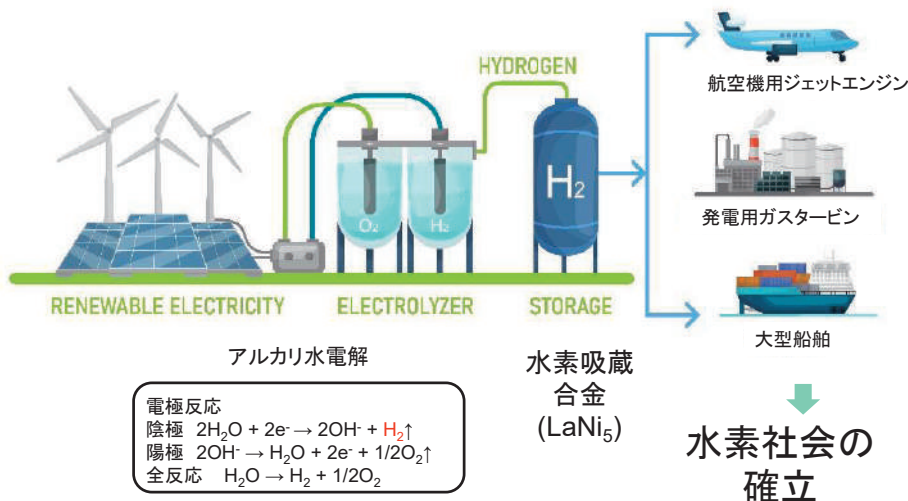 HYDROGEN
O₂
H₂
H₂
RENEWABLE ELECTRICITY
ELECTROLYZER
STORAGE
航空機用ジェットエンジン
発電用ガスタービン
大型船舶
アルカリ水電解
電極反応
陰極 2H₂O + 2e⁻ → 2OH⁻ + H₂↑
陽極 2OH⁻ → H₂O + 2e⁻ + 1/2O₂↑
全反応 H₂O → H₂ + 1/2O₂
水素吸蔵
合金
(LaNi₅)
水素社会の
確立